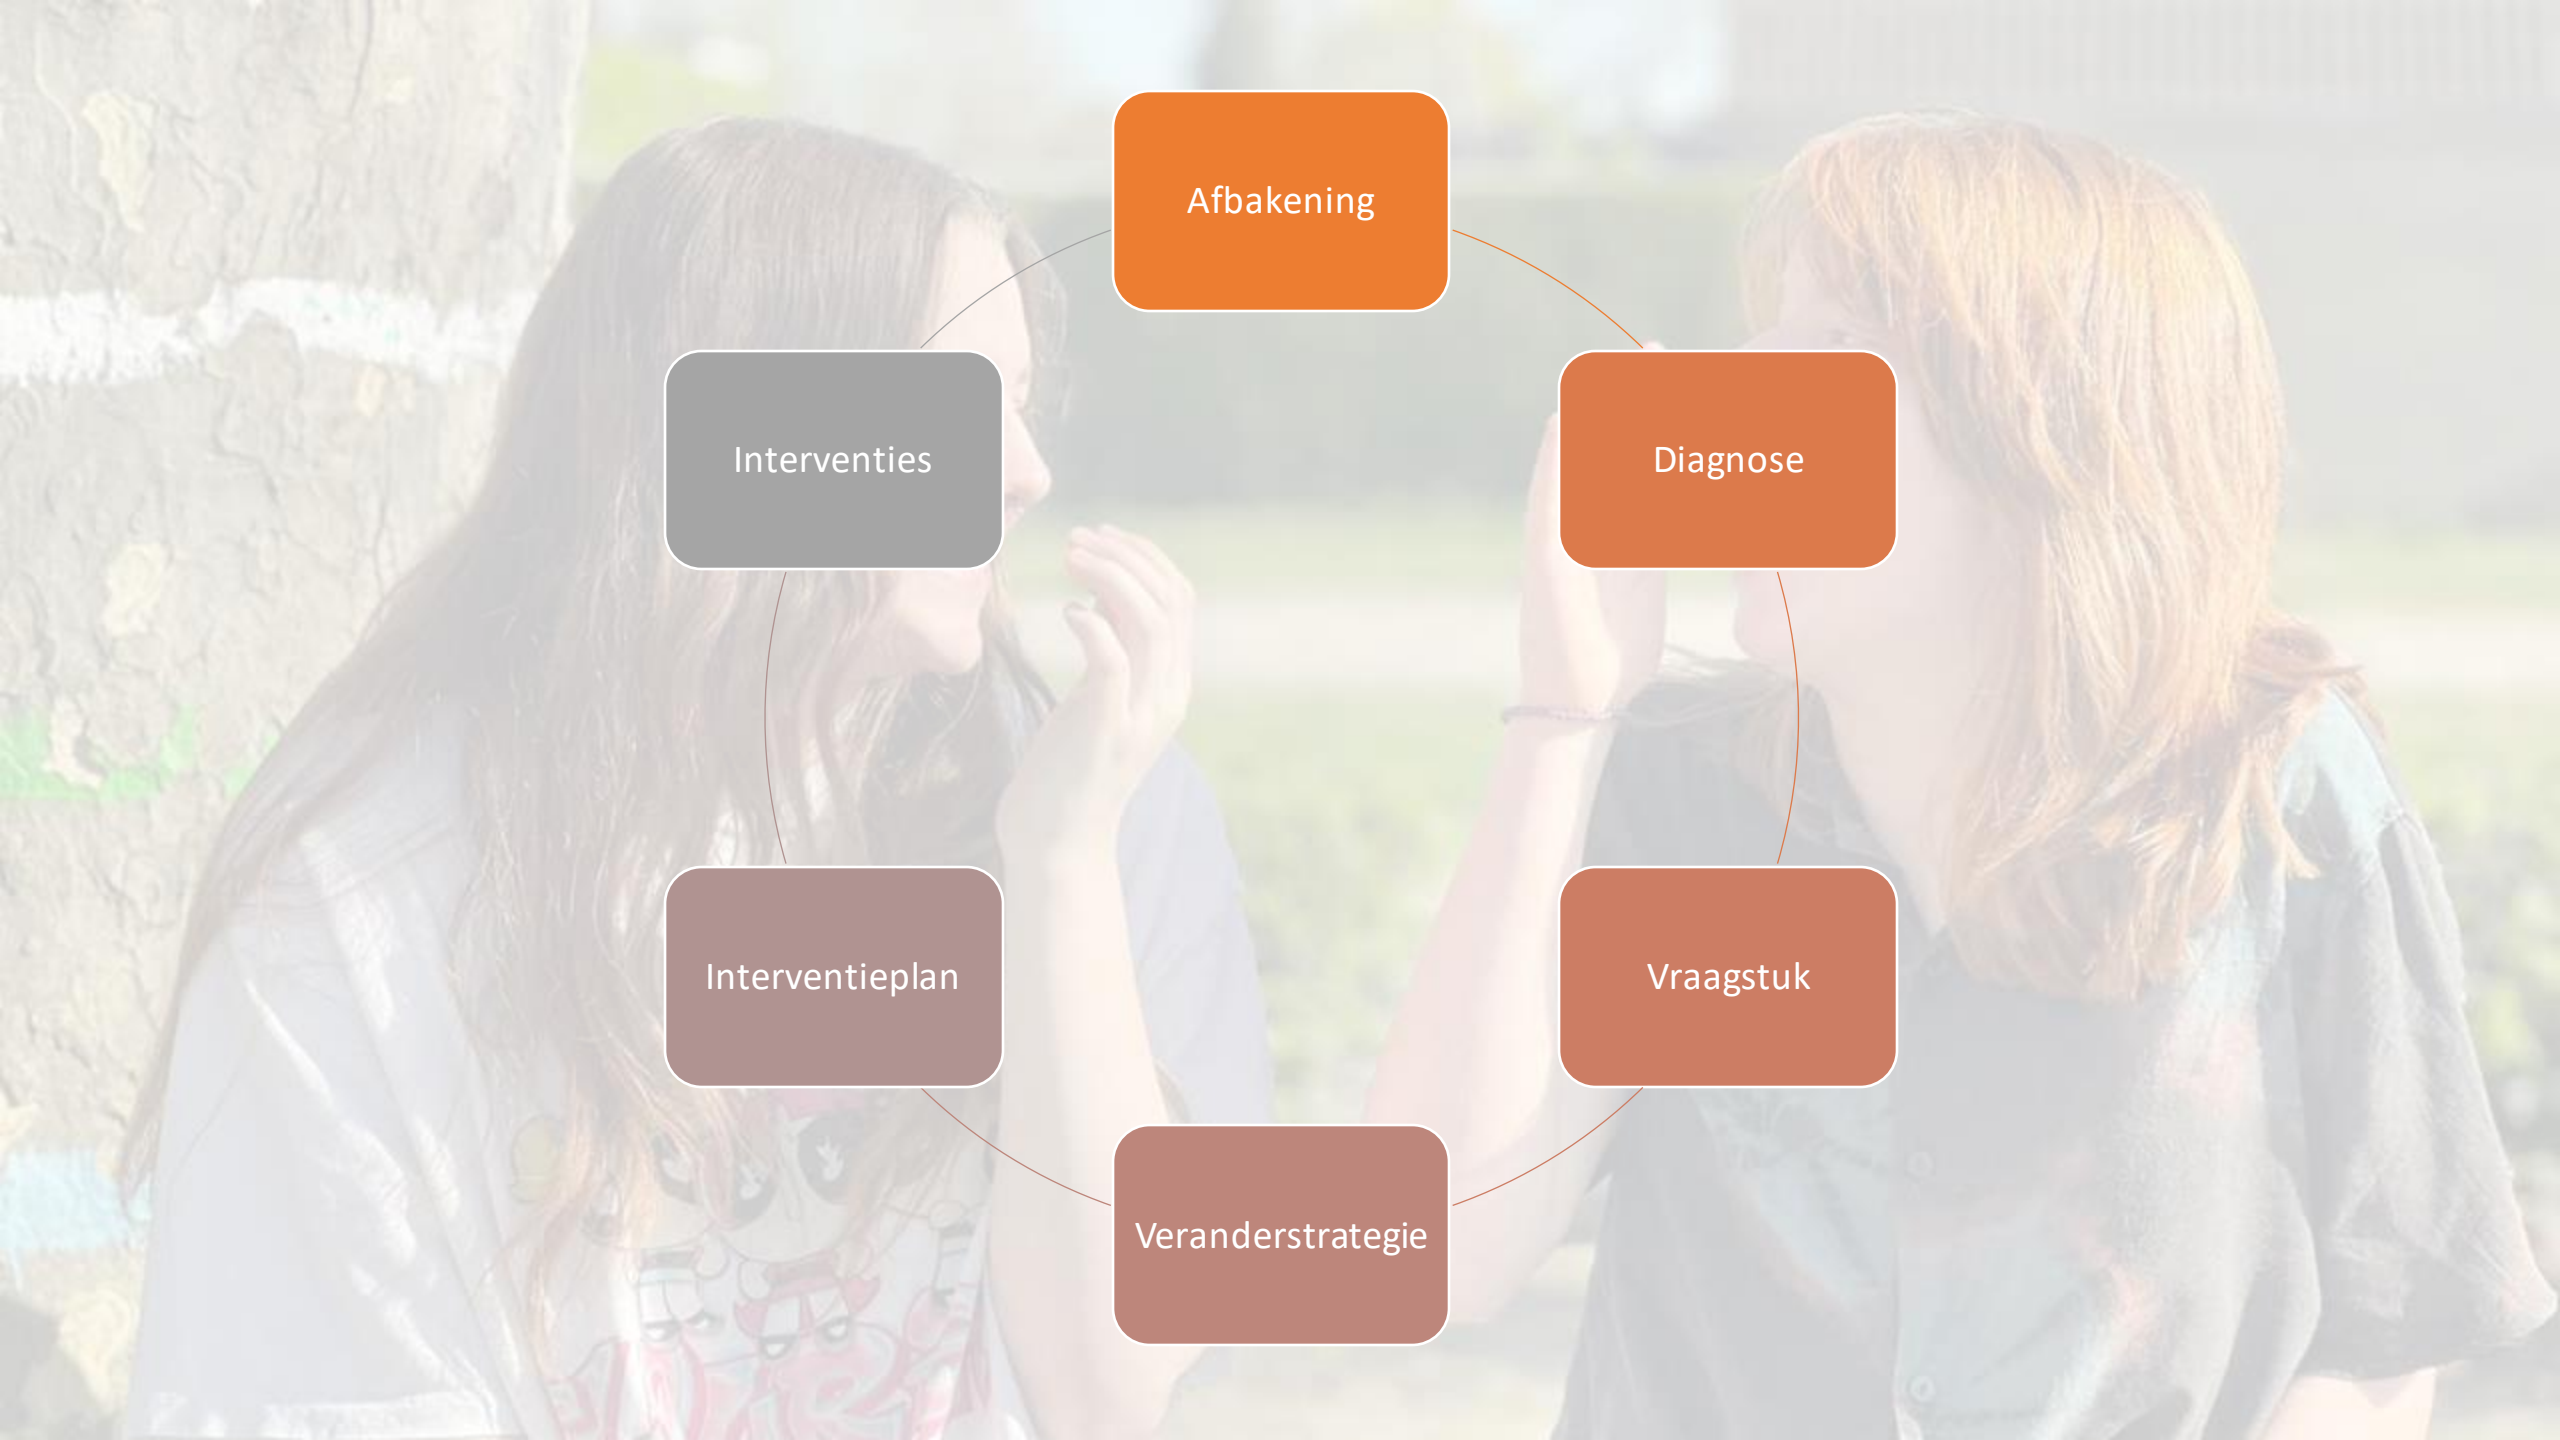 Afbakening
Diagnose
Vraagstuk
Veranderstrategie
Interventieplan
Interventies